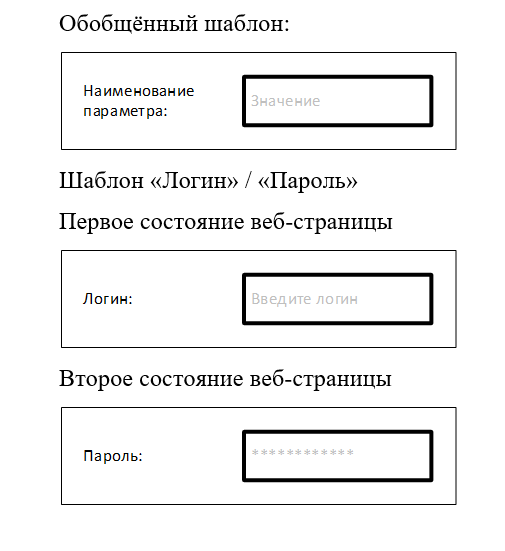 Обобщённый шаблон:
Наименование
параметра:
Значение
Шаблон «Логин» / «Пароль»
Первое состояние веб-страницы
Логин:
Введите логин
Второе состояние веб-страницы
Пароль:
************